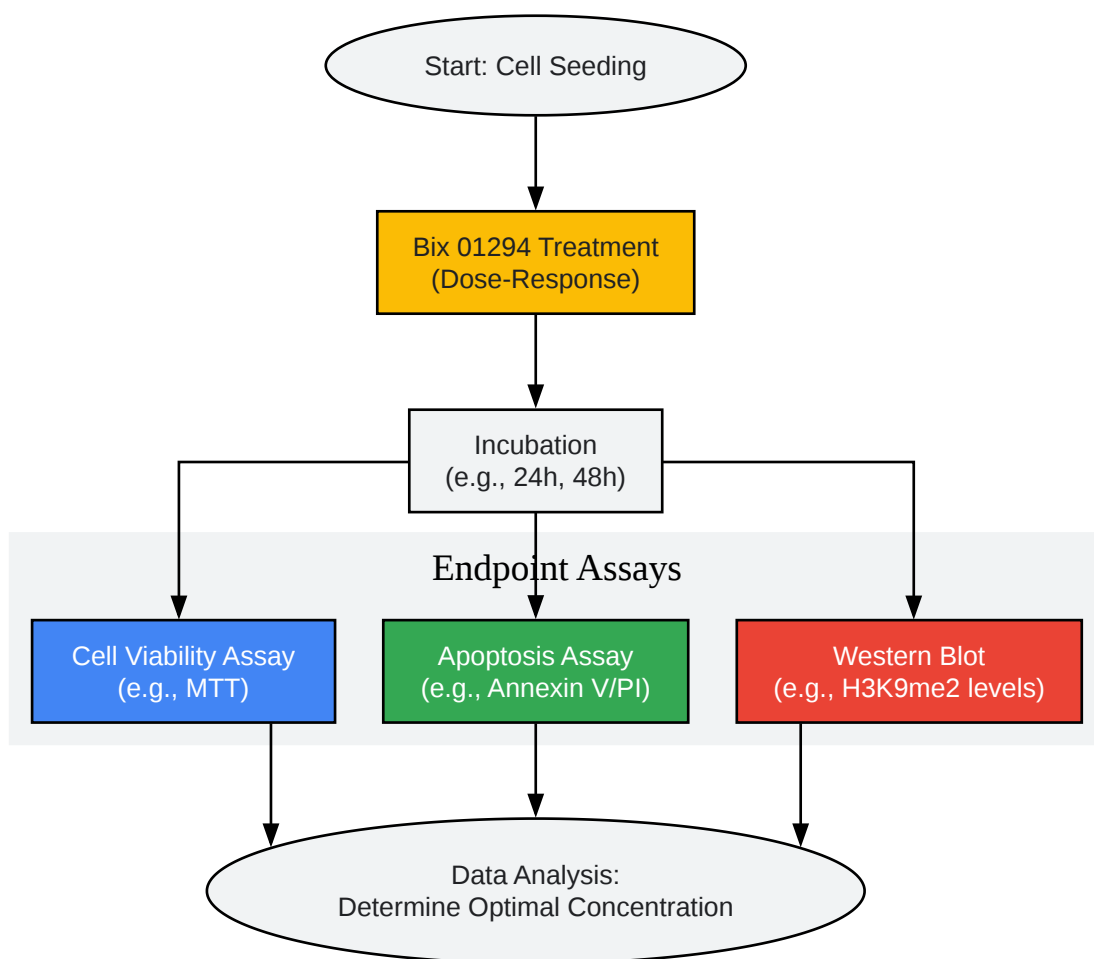 Start: Cell Seeding
Bix 01294 Treatment
(Dose-Response)
Incubation
(e.g., 24h, 48h)
Endpoint Assays
Cell Viability Assay
(e.g., MTT)
Apoptosis Assay
(e.g., Annexin V/PI)
Western Blot
(e.g., H3K9me2 levels)
Data Analysis:
Determine Optimal Concentration